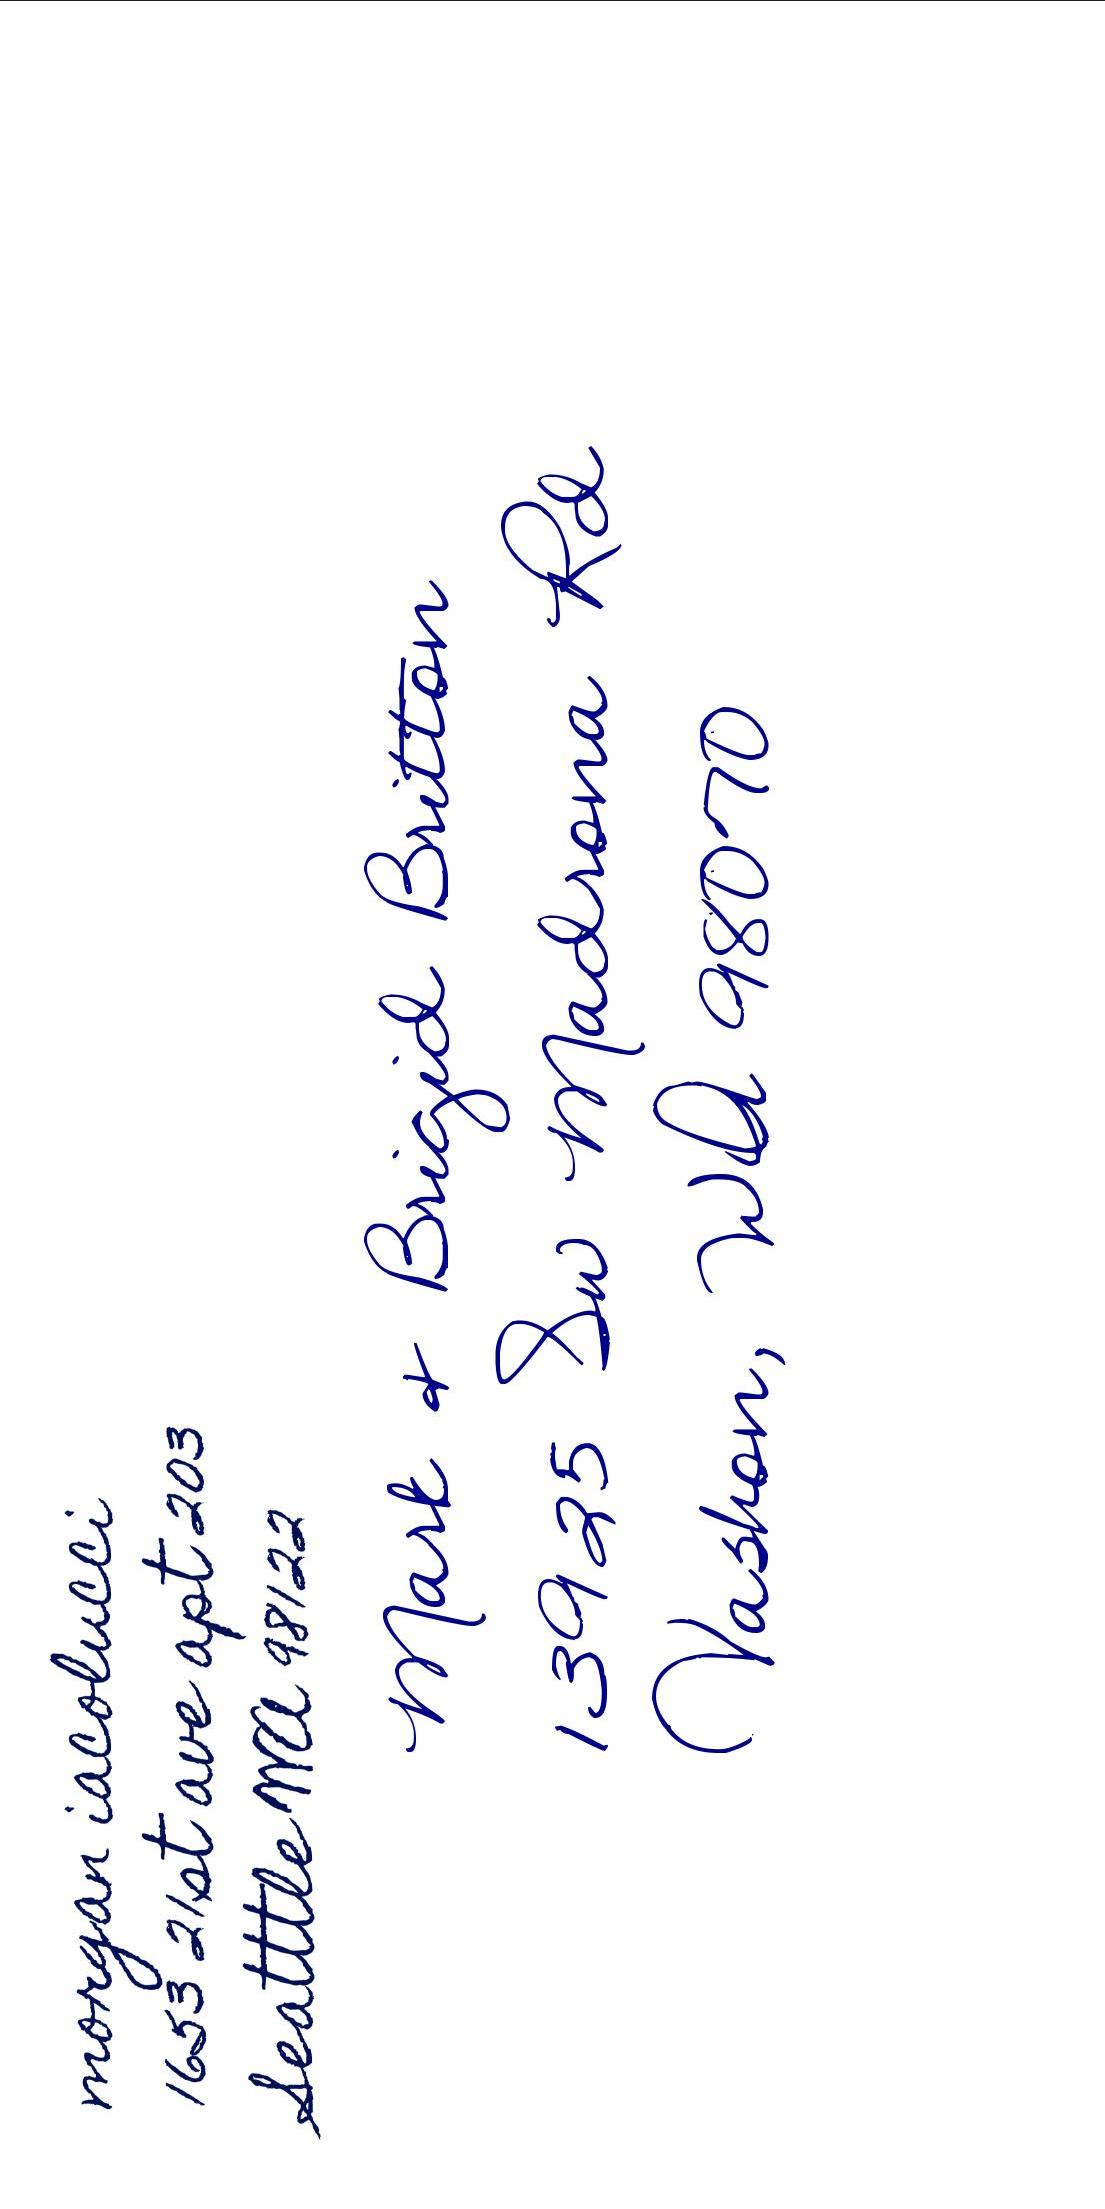 morgan iacolucci
1653 21st ave apt 203
Seatttle WA 98122
Mark & Brigid Britton
13925 SW Madrona Rd
Vashon, WA 98070